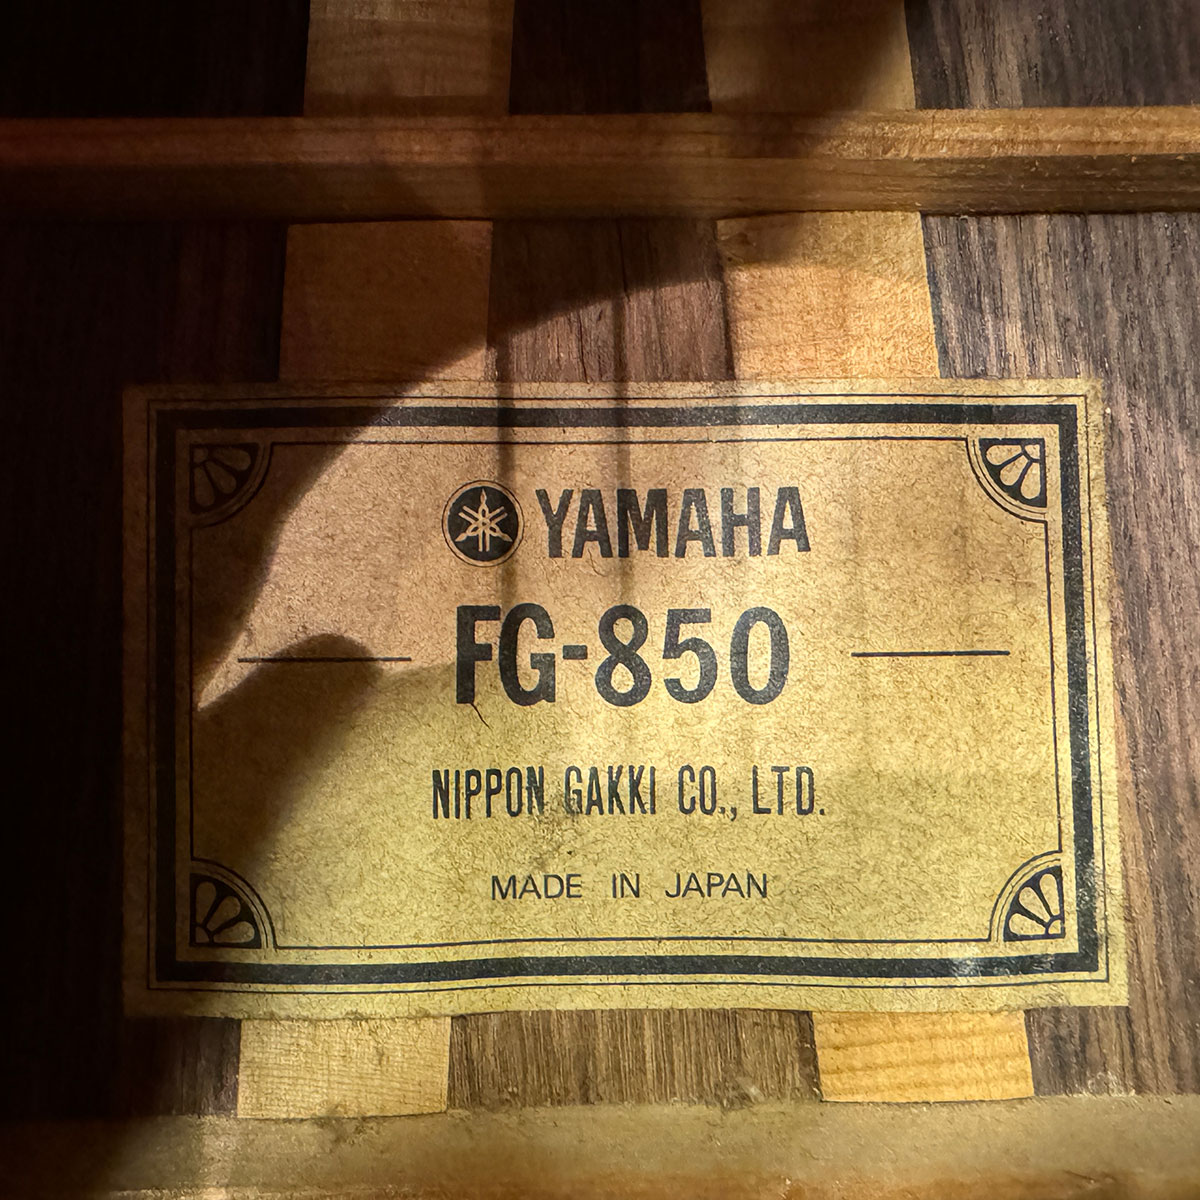 YAMAHA
FG-850
NIPPON GAKKI CO., LTD.
MADE IN JAPAN